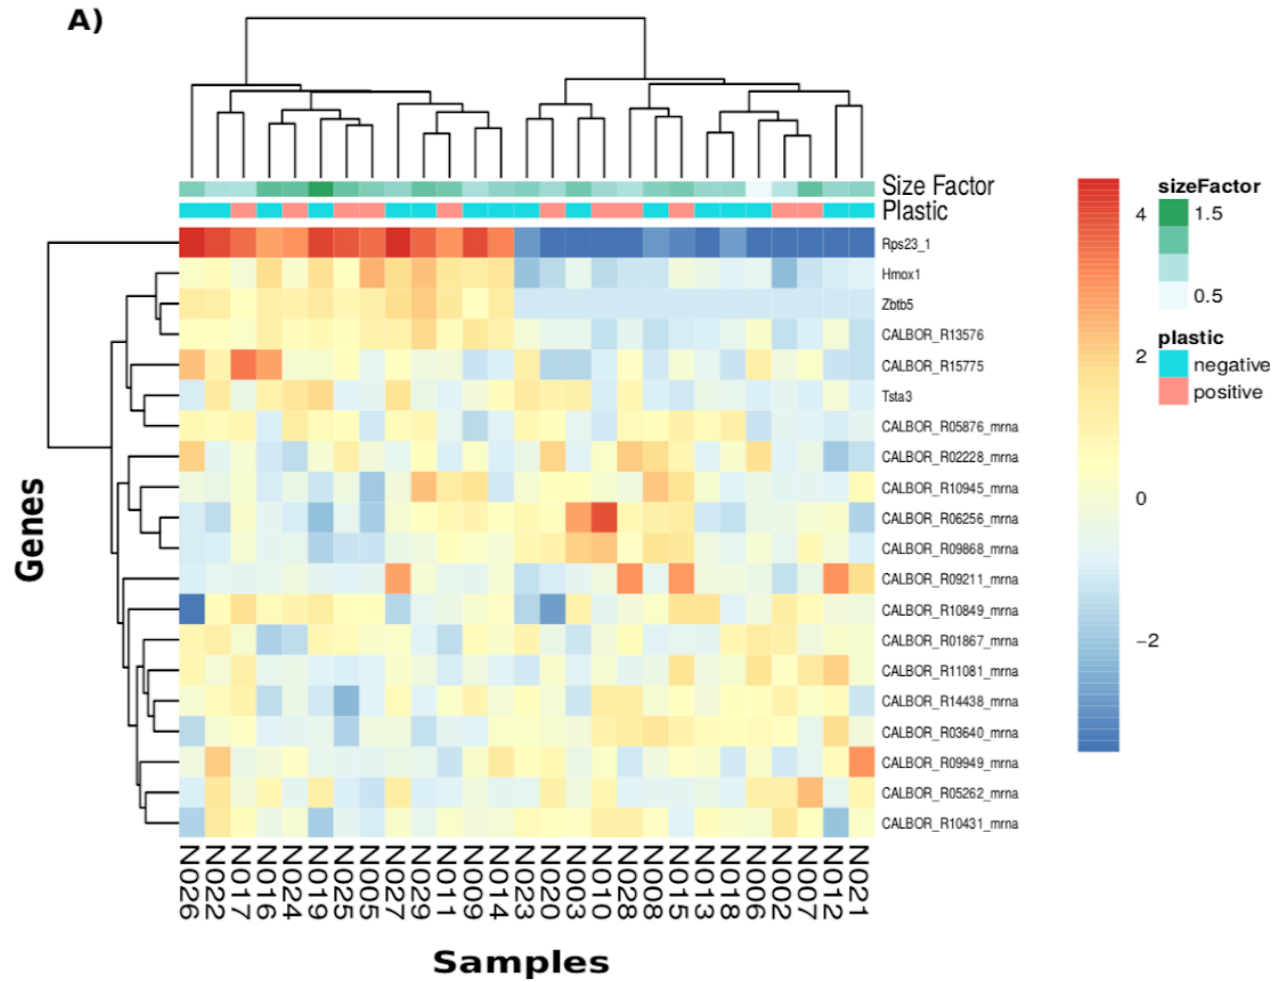 A)
Size Factor
Plastic
Rps23_1
Hmox1
Zbtb5
CALBOR_R13576
CALBOR_R15775
Tsta3
CALBOR_R05876_mrna
CALBOR_R02228_mrna
CALBOR_R10945_mrna
CALBOR_R06256_mrna
CALBOR_R09868_mrna
CALBOR_R09211_mrna
CALBOR_R10849_mrna
CALBOR_R01867_mrna
CALBOR_R11081_mrna
CALBOR_R14438_mrna
CALBOR_R03640_mrna
CALBOR_R09949_mrna
CALBOR_R05262_mrna
CALBOR_R10431_mrna
4
2
0
−2
sizeFactor
1.5
0.5
plastic
negative
positive
Genes
N026 N022 N017 N016 N024 N019 N025 N005 N027 N029 N011 N009 N014 N023 N020 N003 N010 N028 N008 N015 N013 N018 N006 N002 N007 N012 N021
Samples